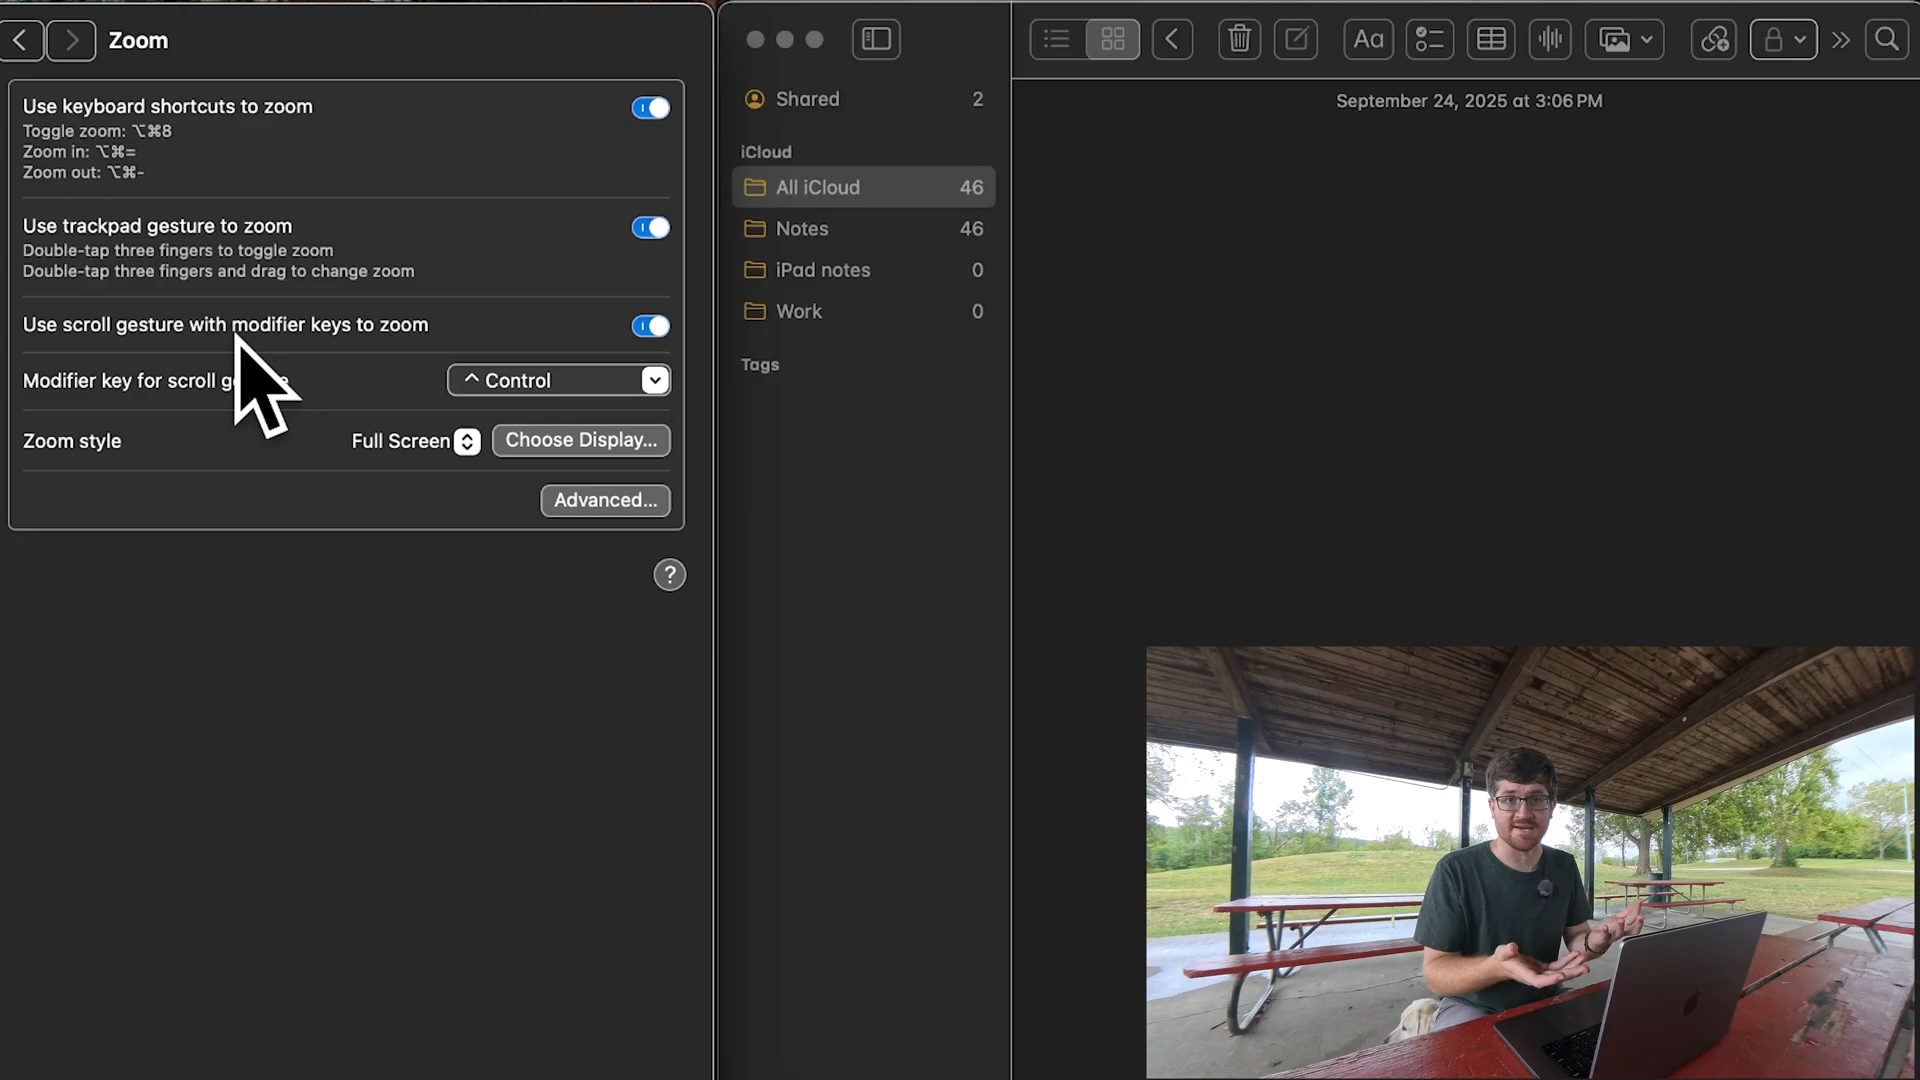 Zoom
Use keyboard shortcuts to zoom
Toggle zoom: ⌥⌘8
Zoom in: ⌥⌘=
Zoom out: ⌥⌘-
Use trackpad gesture to zoom
Double-tap three fingers to toggle zoom
Double-tap three fingers and drag to change zoom
Use scroll gesture with modifier keys to zoom
Modifier key for scroll
^ Control
Zoom style
Full Screen
Choose Display...
Advanced...
?
Shared 2
iCloud
All iCloud 46
Notes 46
iPad notes 0
Work 0
Tags
Aa
September 24, 2025 at 3:06 PM